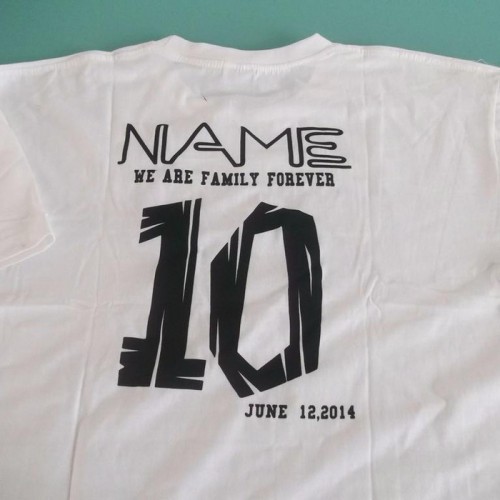 NAME
WE ARE FAMILY FOREVER
10
JUNE 12,2014